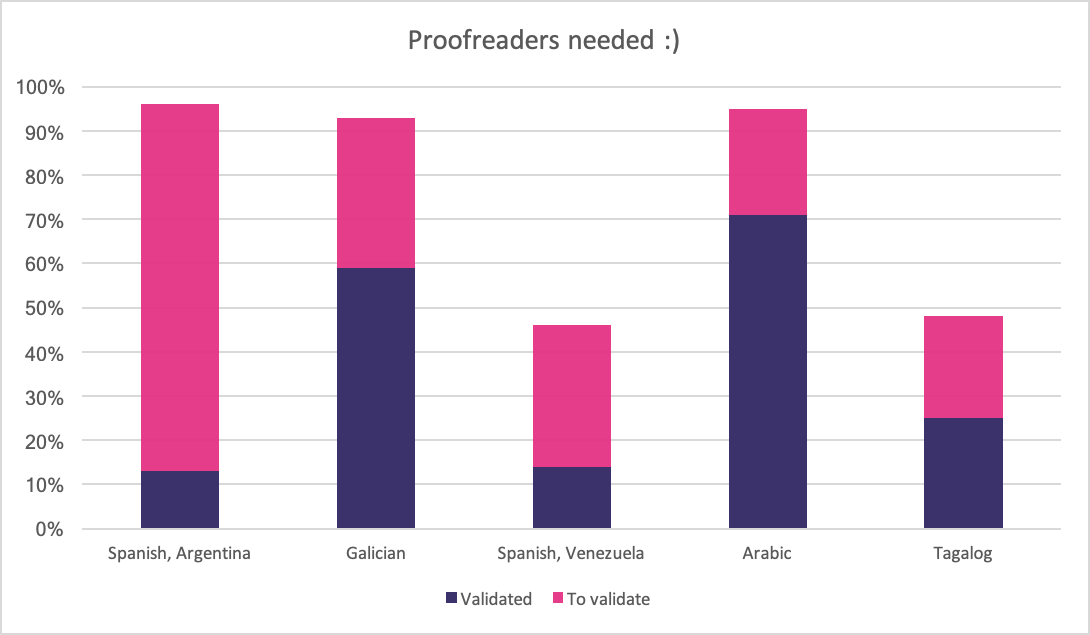 Proofreaders needed :)
100%
90%
80%
70%
60%
50%
40%
30%
20%
10%
0%
Spanish, Argentina
Galician
Spanish, Venezuela
Arabic
Tagalog
Validated
To validate